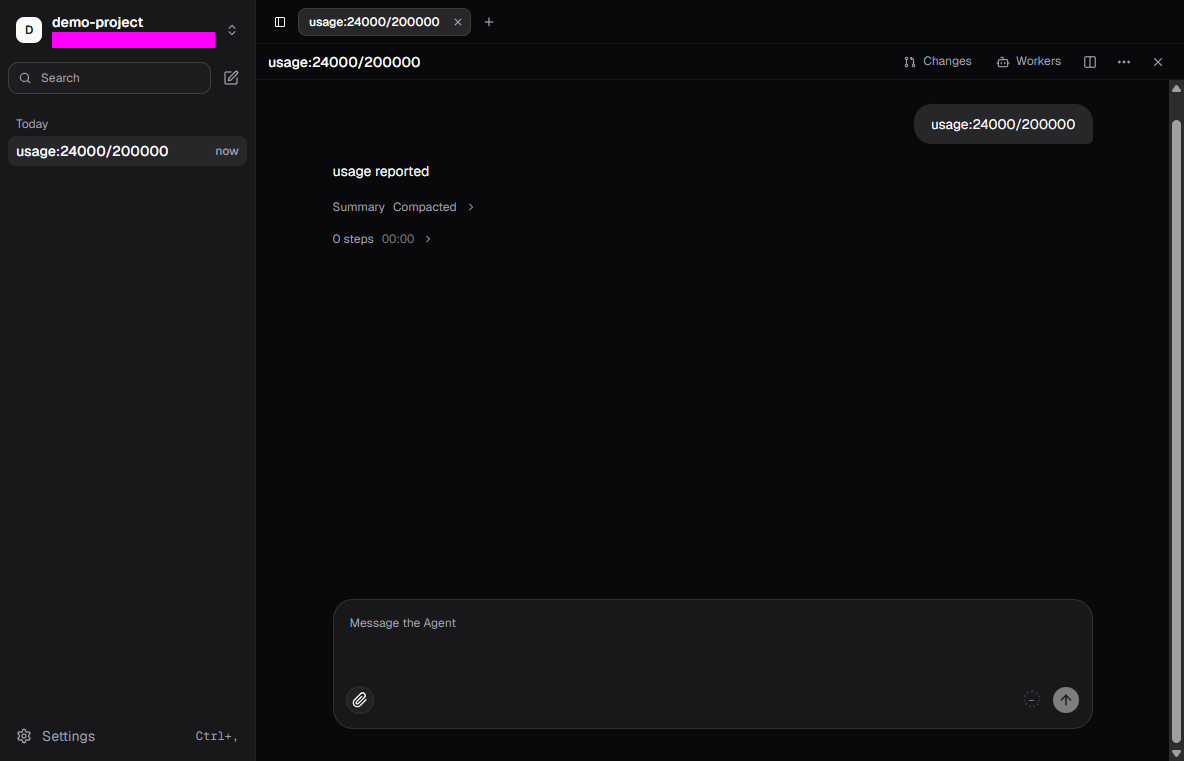 D
demo-project
Search
Today
usage:24000/200000 now
Settings Ctrl+,
usage:24000/200000
usage:24000/200000
Changes
Workers
usage:24000/200000
usage reported
Summary Compacted
0 steps 00:00
Message the Agent